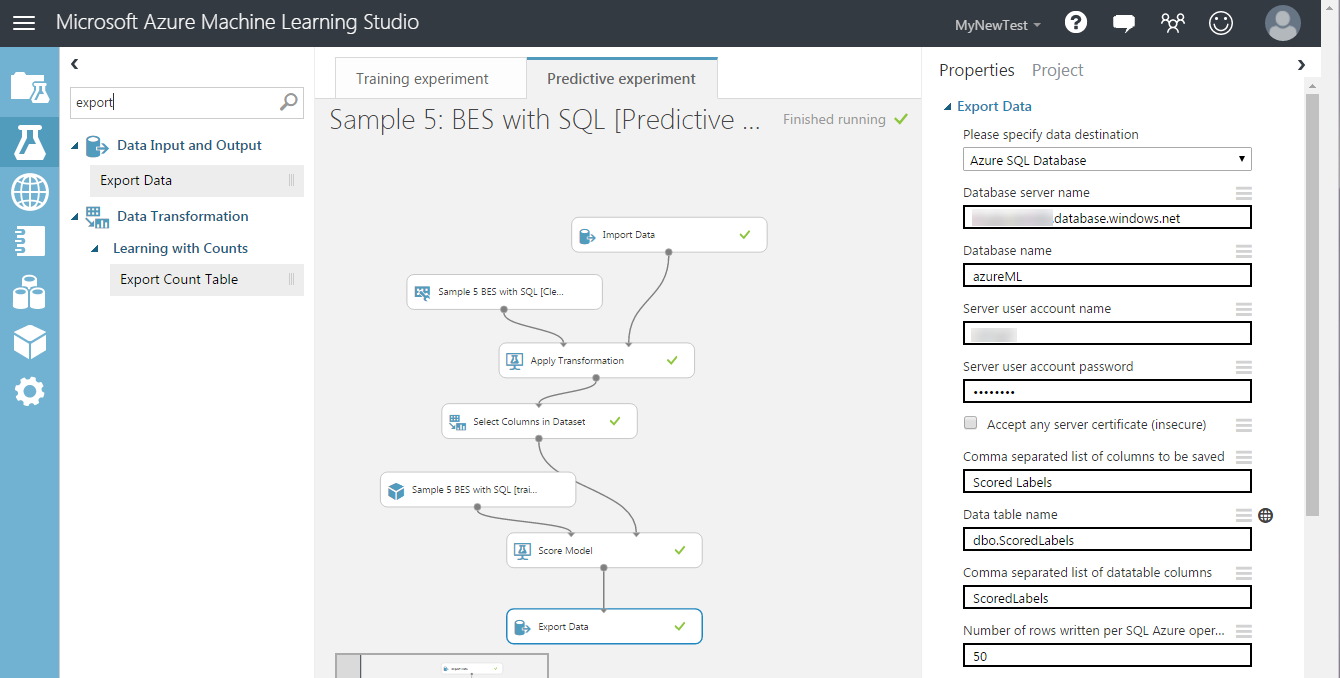 Microsoft Azure Machine Learning Studio
MyNewTest
export
Data Input and Output
Export Data
Data Transformation
Learning with Counts
Export Count Table
Training experiment
Predictive experiment
Sample 5: BES with SQL [Predictive ...
Finished running
Import Data
Sample 5 BES with SQL [Cle...
Apply Transformation
Select Columns in Dataset
Sample 5 BES with SQL [trai...
Score Model
Export Data
Properties
Project
Export Data
Please specify data destination
Azure SQL Database
Database server name
.database.windows.net
Database name
azureML
Server user account name
Server user account password
••••••••
Accept any server certificate (insecure)
Comma separated list of columns to be saved
Scored Labels
Data table name
dbo.ScoredLabels
Comma separated list of datatable columns
ScoredLabels
Number of rows written per SQL Azure oper...
50